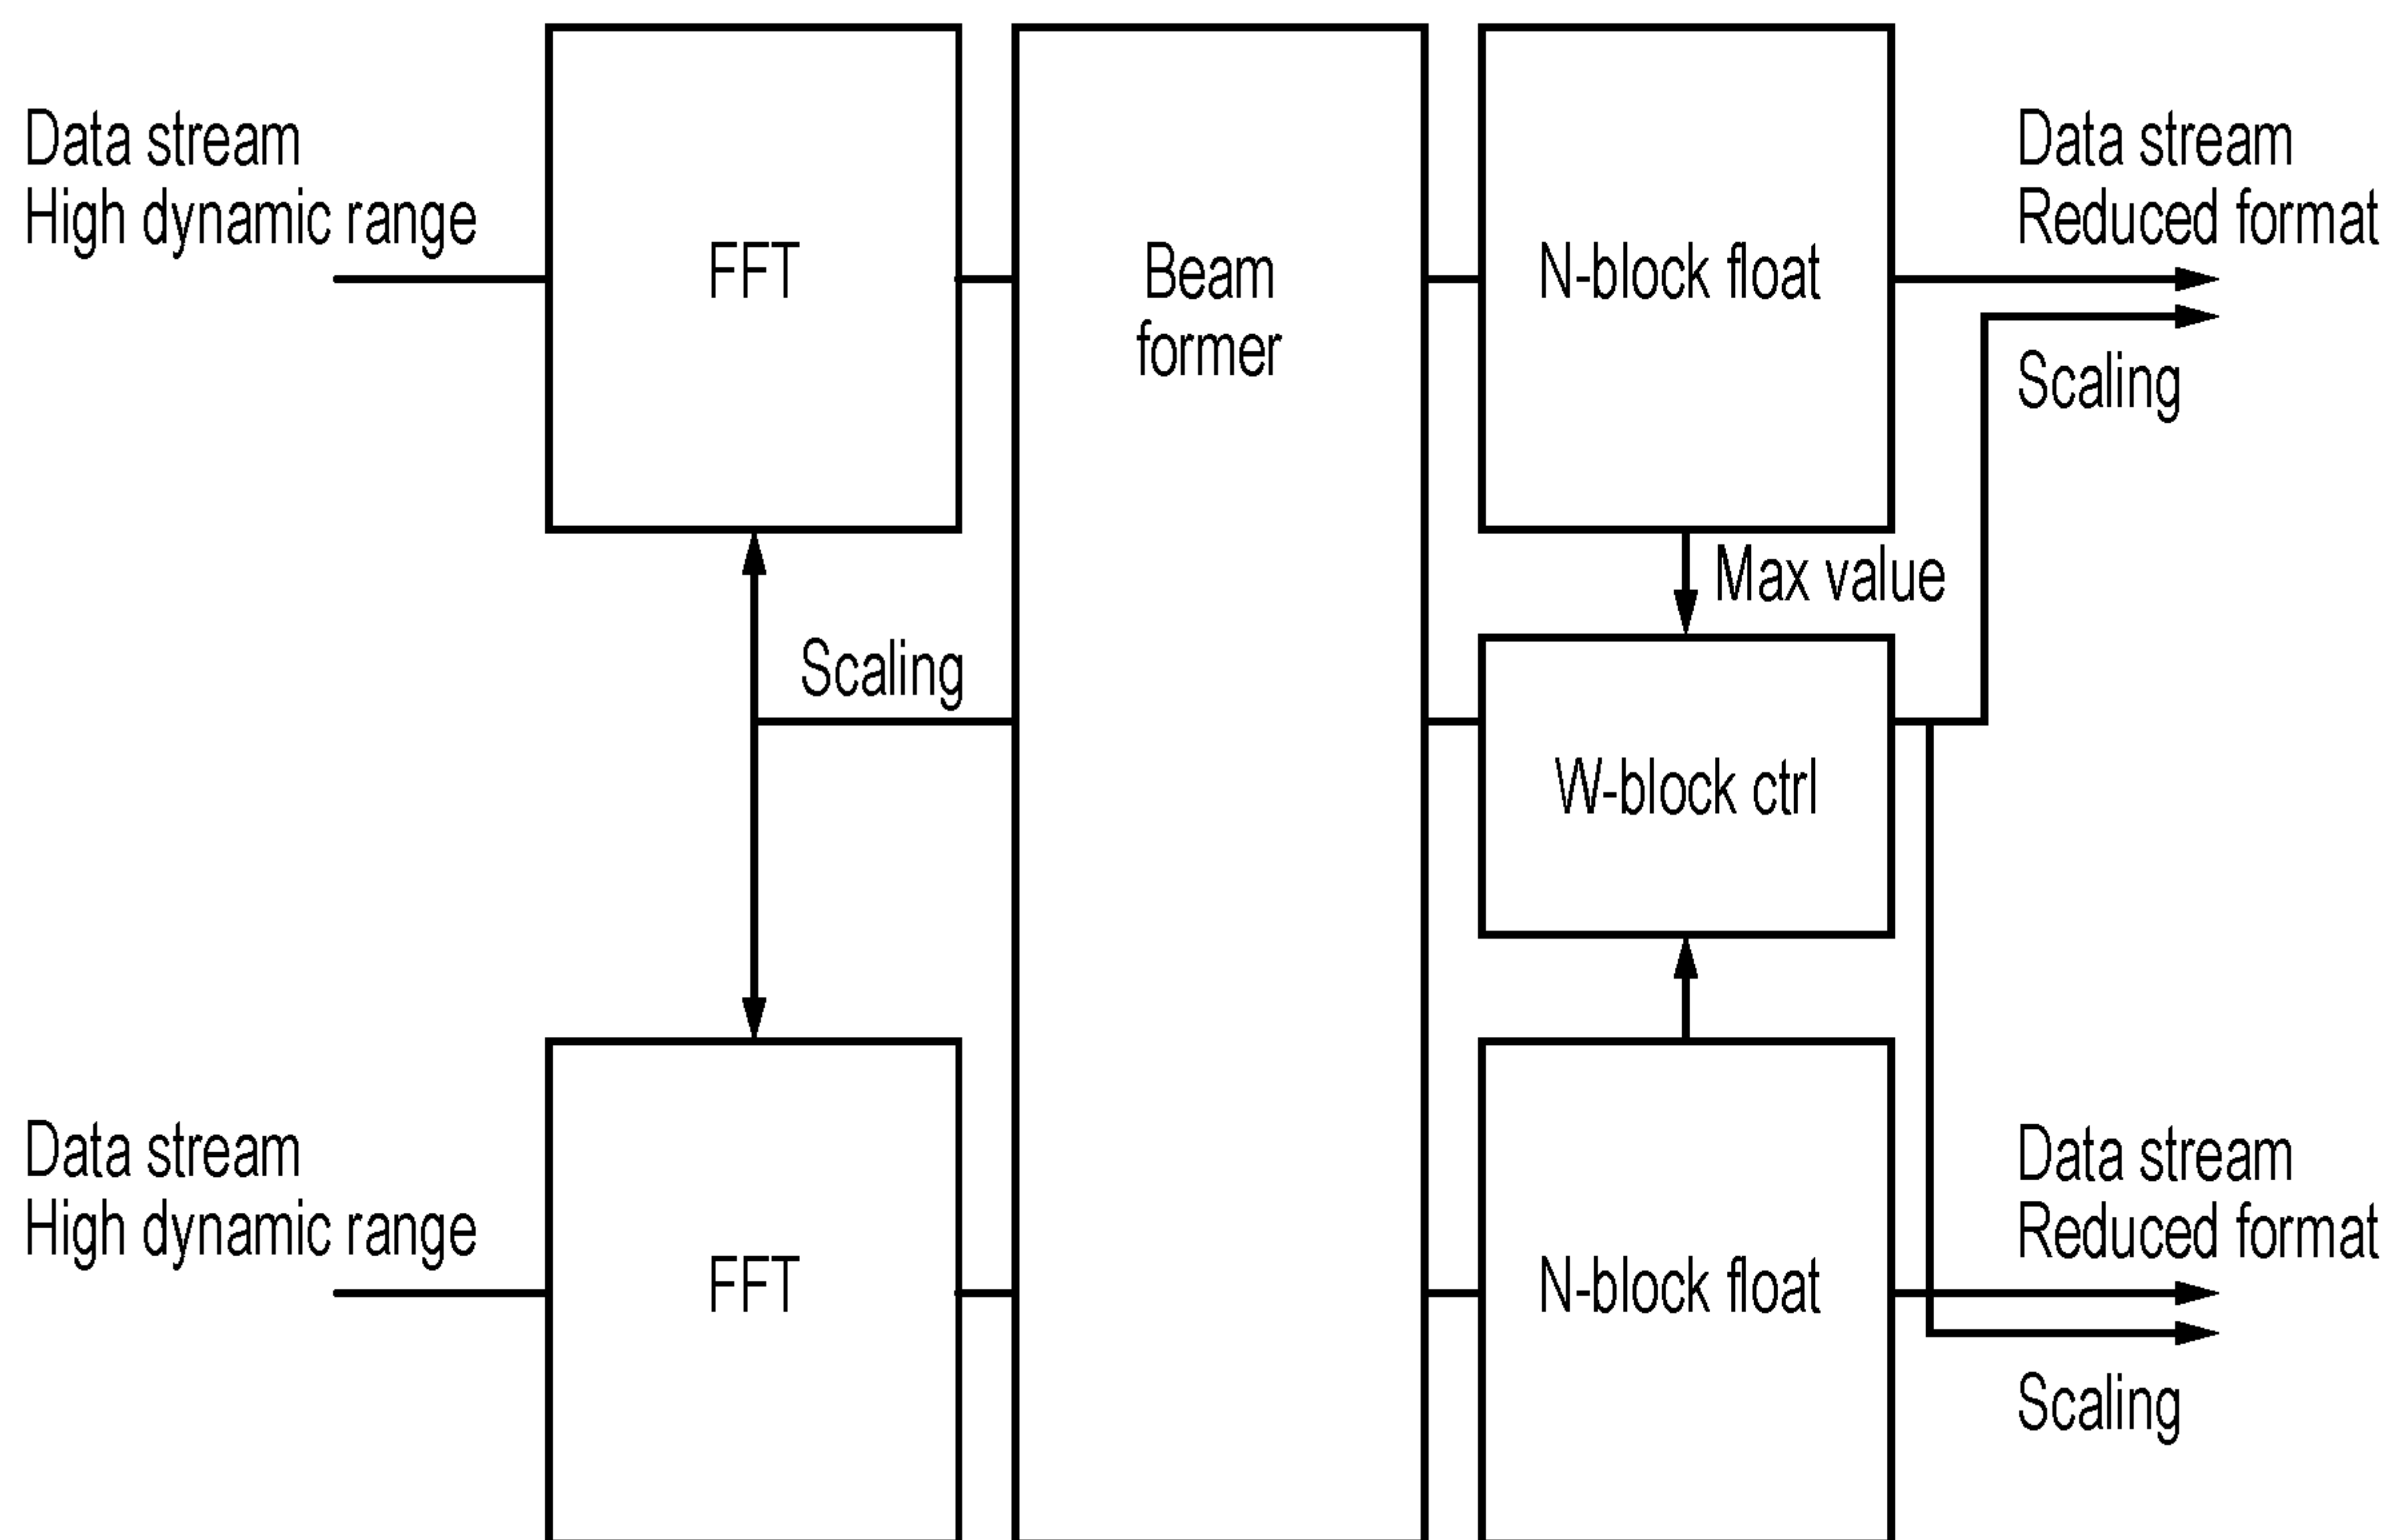 Data stream
High dynamic range
FFT
Beam
former
N-block float
Data stream
Reduced format
Scaling
Max value
Scaling
W-block ctrl
Data stream
High dynamic range
FFT
N-block float
Data stream
Reduced format
Scaling